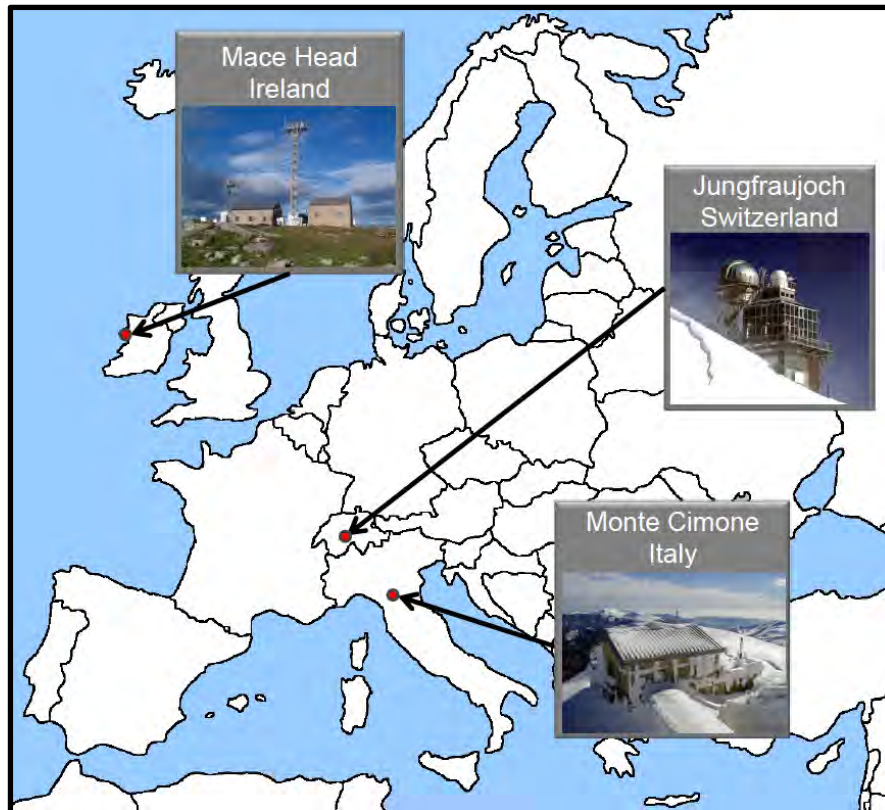 Mace Head
Ireland
Jungfraujoch
Switzerland
Monte Cimone
Italy